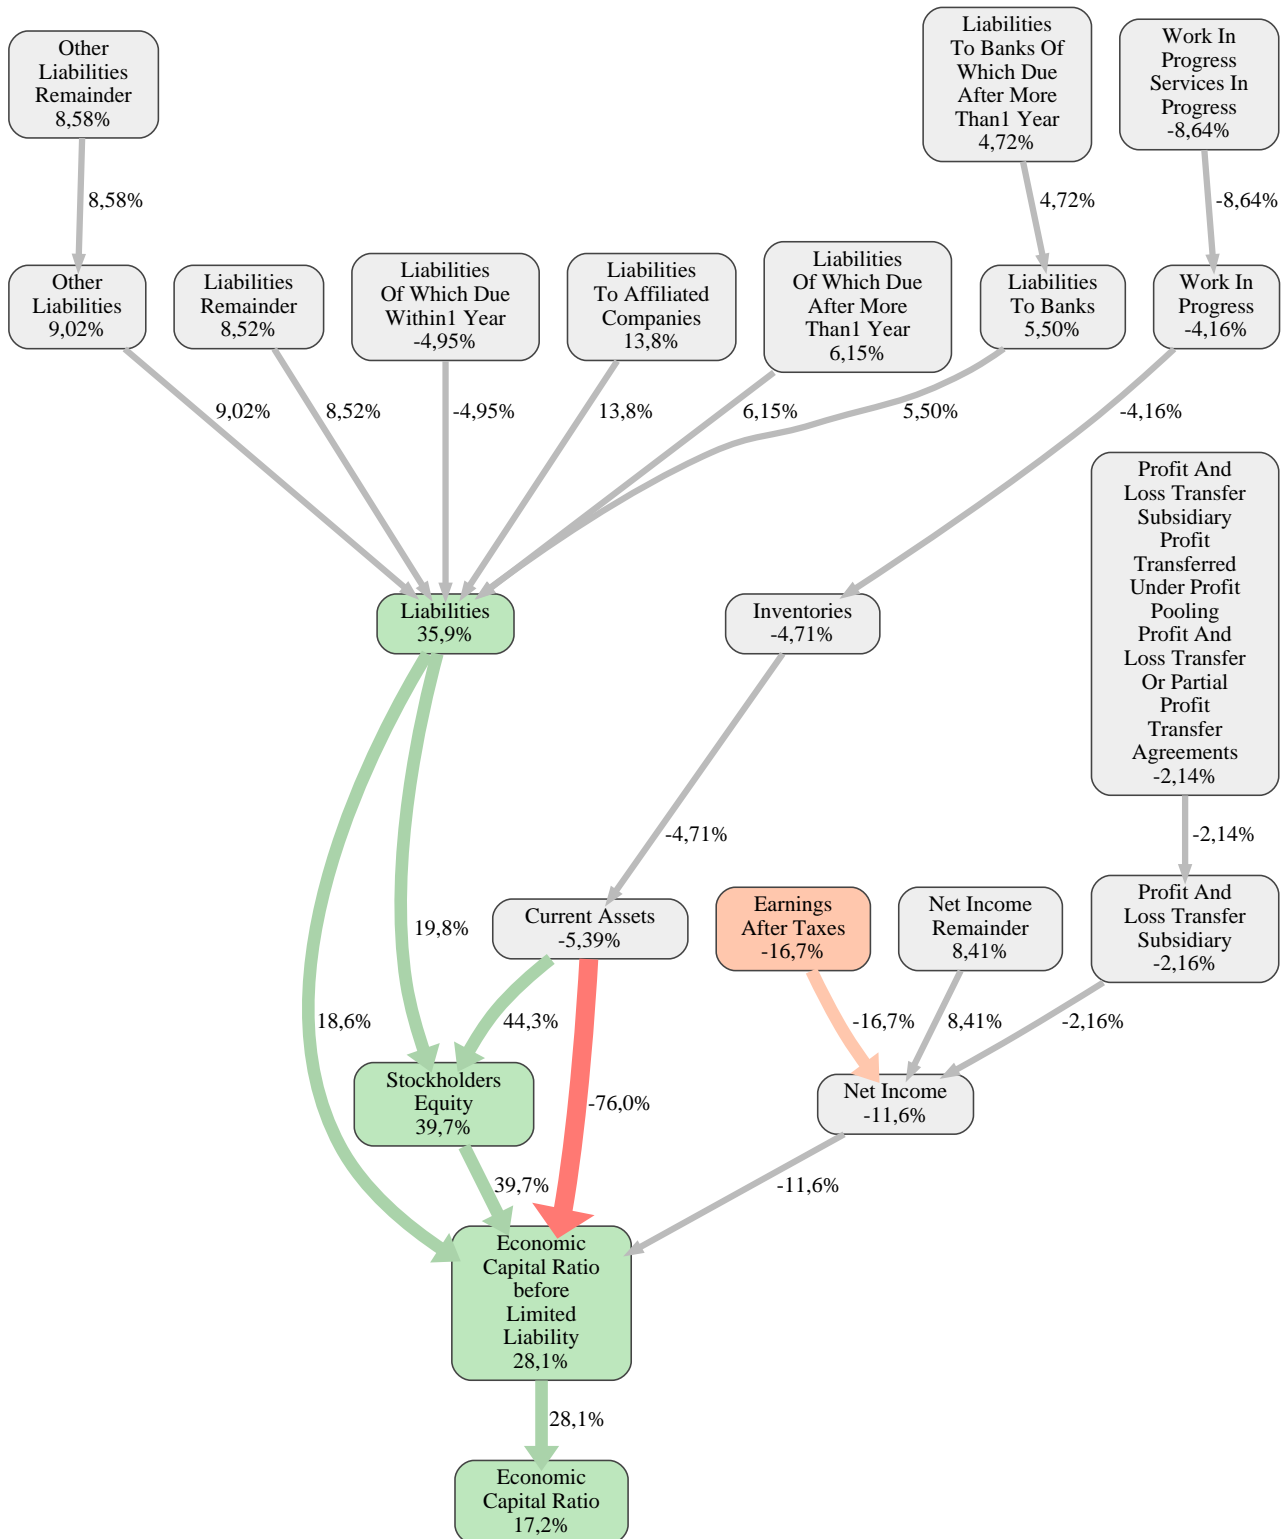 Other
Liabilities
Remainder
8,58%
Liabilities
To Banks Of
Which Due
After More
Than1 Year
4,72%
Work In
Progress
Services In
Progress
-8,64%
8,58%
4,72%
-8,64%
Other
Liabilities
9,02%
Liabilities
Remainder
8,52%
Liabilities
Of Which Due
Within1 Year
-4,95%
Liabilities
To Affiliated
Companies
13,8%
Liabilities
Of Which Due
After More
Than1 Year
6,15%
Liabilities
To Banks
5,50%
Work In
Progress
-4,16%
9,02%
8,52%
-4,95%
13,8%
6,15%
5,50%
-4,16%
Profit And
Loss Transfer
Subsidiary
Profit
Transferred
Under Profit
Pooling
Profit And
Loss Transfer
Or Partial
Profit
Transfer
Agreements
-2,14%
Liabilities
35,9%
Inventories
-4,71%
-4,71%
-2,14%
Current Assets
-5,39%
Earnings
After Taxes
-16,7%
Net Income
Remainder
8,41%
Profit And
Loss Transfer
Subsidiary
-2,16%
19,8%
18,6%
44,3%
-16,7%
8,41%
-2,16%
Stockholders
Equity
39,7%
-76,0%
Net Income
-11,6%
39,7%
-11,6%
Economic
Capital Ratio
before
Limited
Liability
28,1%
28,1%
Economic
Capital Ratio
17,2%